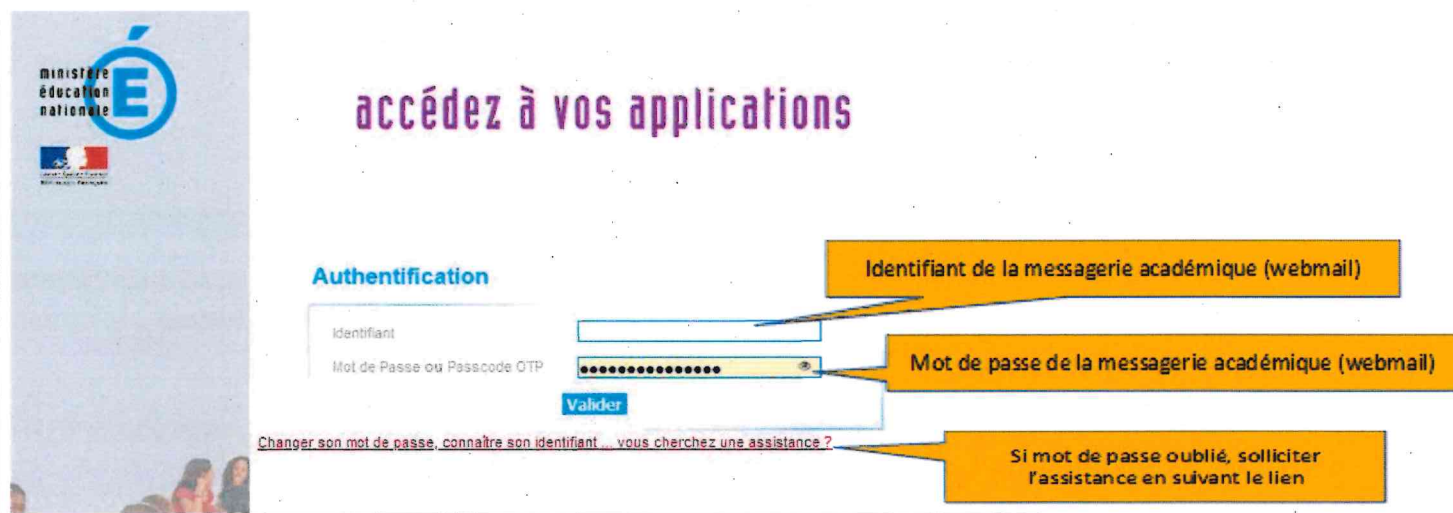 ministère
éducation
nationale
É
accédez à vos applications
Authentification
Identifiant
Identifiant de la messagerie académique (webmail)
Mot de Passe ou Passcode OTP
Mot de passe de la messagerie académique (webmail)
Valider
Changer son mot de passe, connaître son identifiant ... vous cherchez une assistance ?
Si mot de passe oublié, solliciter
l'assistance en suivant le lien